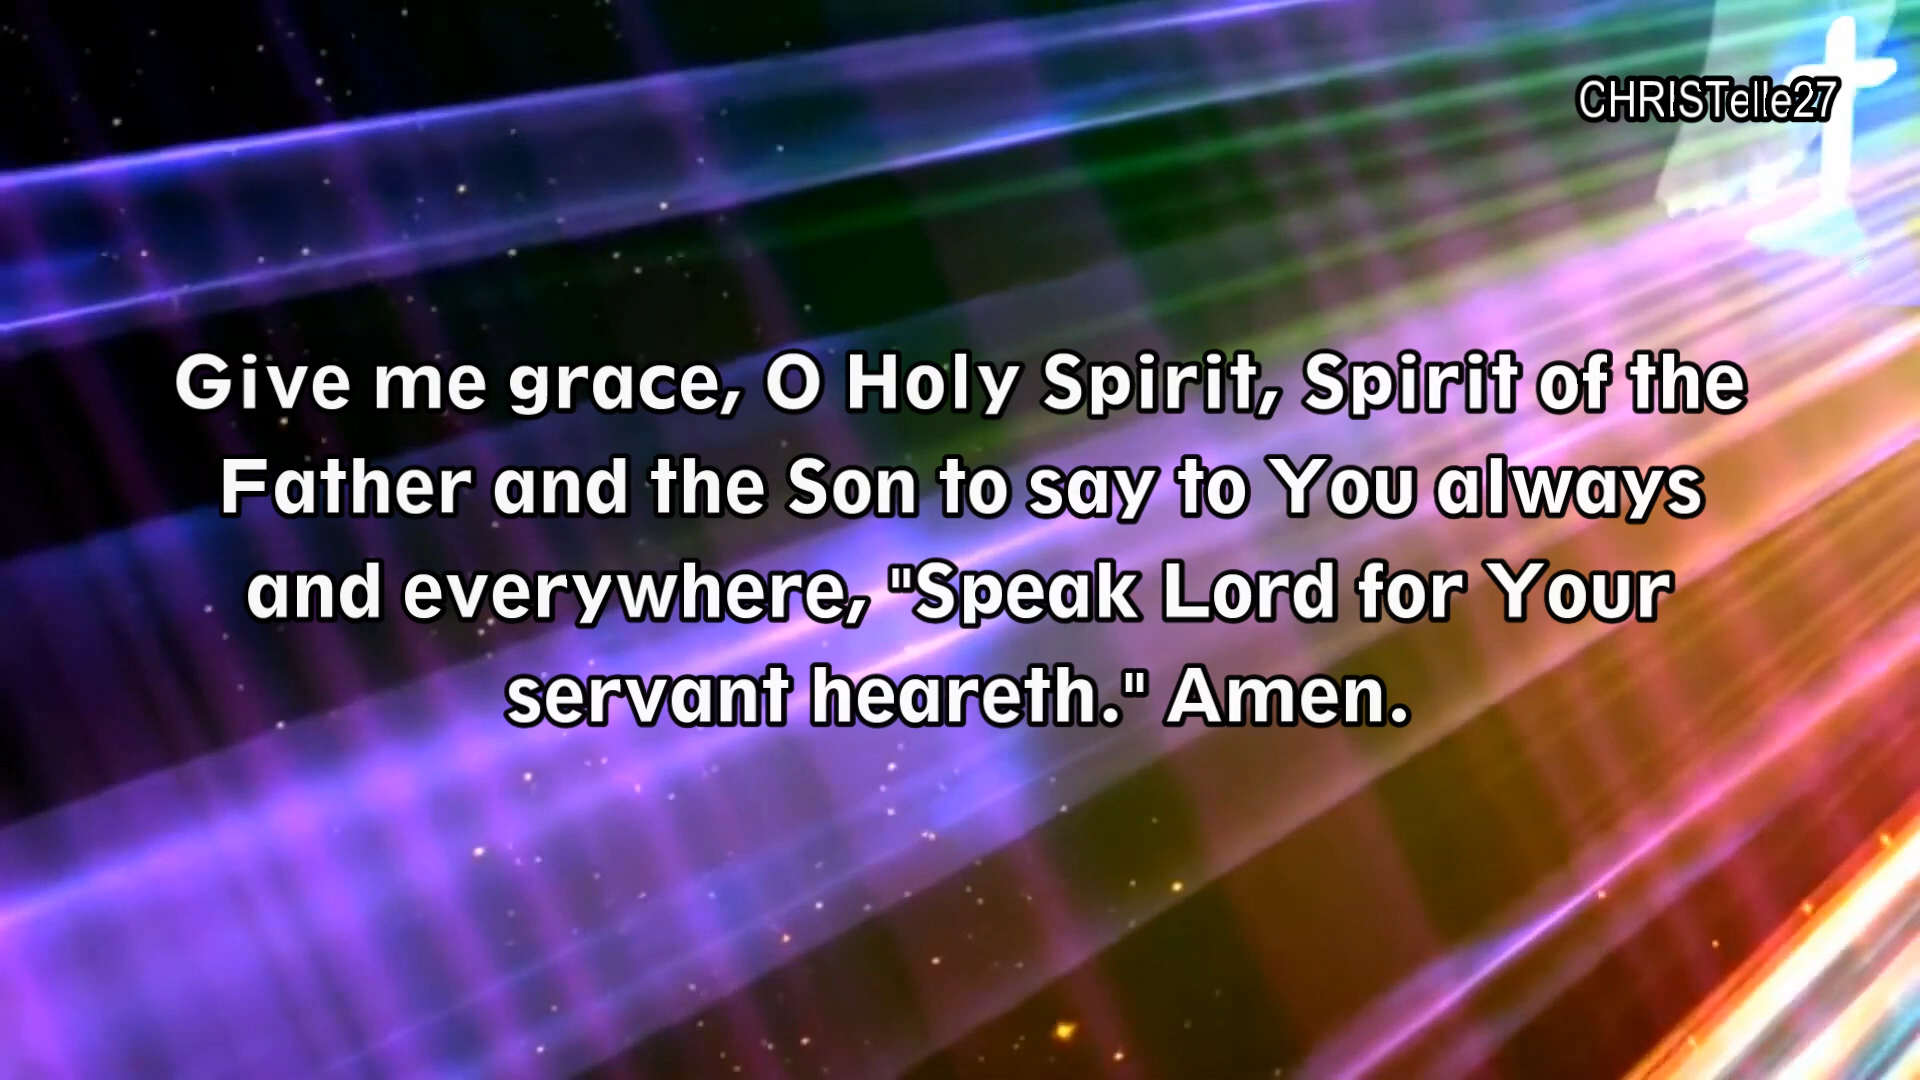 CHRISTelle27
Give me grace, O Holy Spirit, Spirit of the
Father and the Son to say to You always
and everywhere, "Speak Lord for Your
servant heareth." Amen.